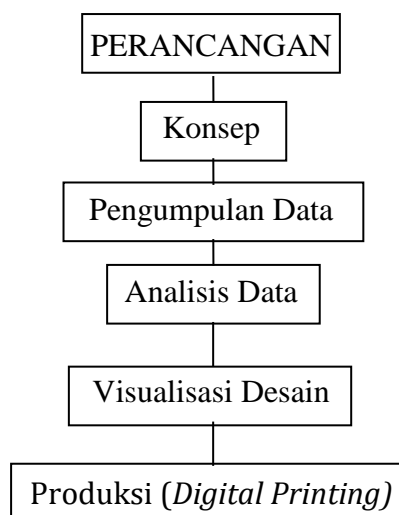 PERANCANGAN
Konsep
Pengumpulan Data
Analisis Data
Visualisasi Desain
Produksi (Digital Printing)